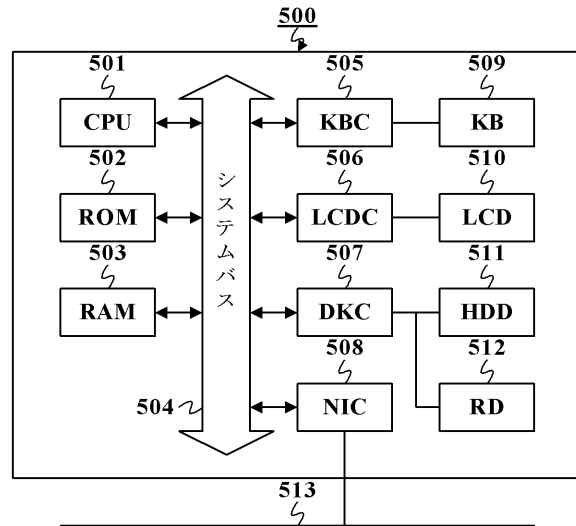 500
501
505
509
CPU
KBC
KB
502
506
510
ROM
LCDC
LCD
503
507
511
RAM
DKC
HDD
システムバス
508
512
504
NIC
RD
513